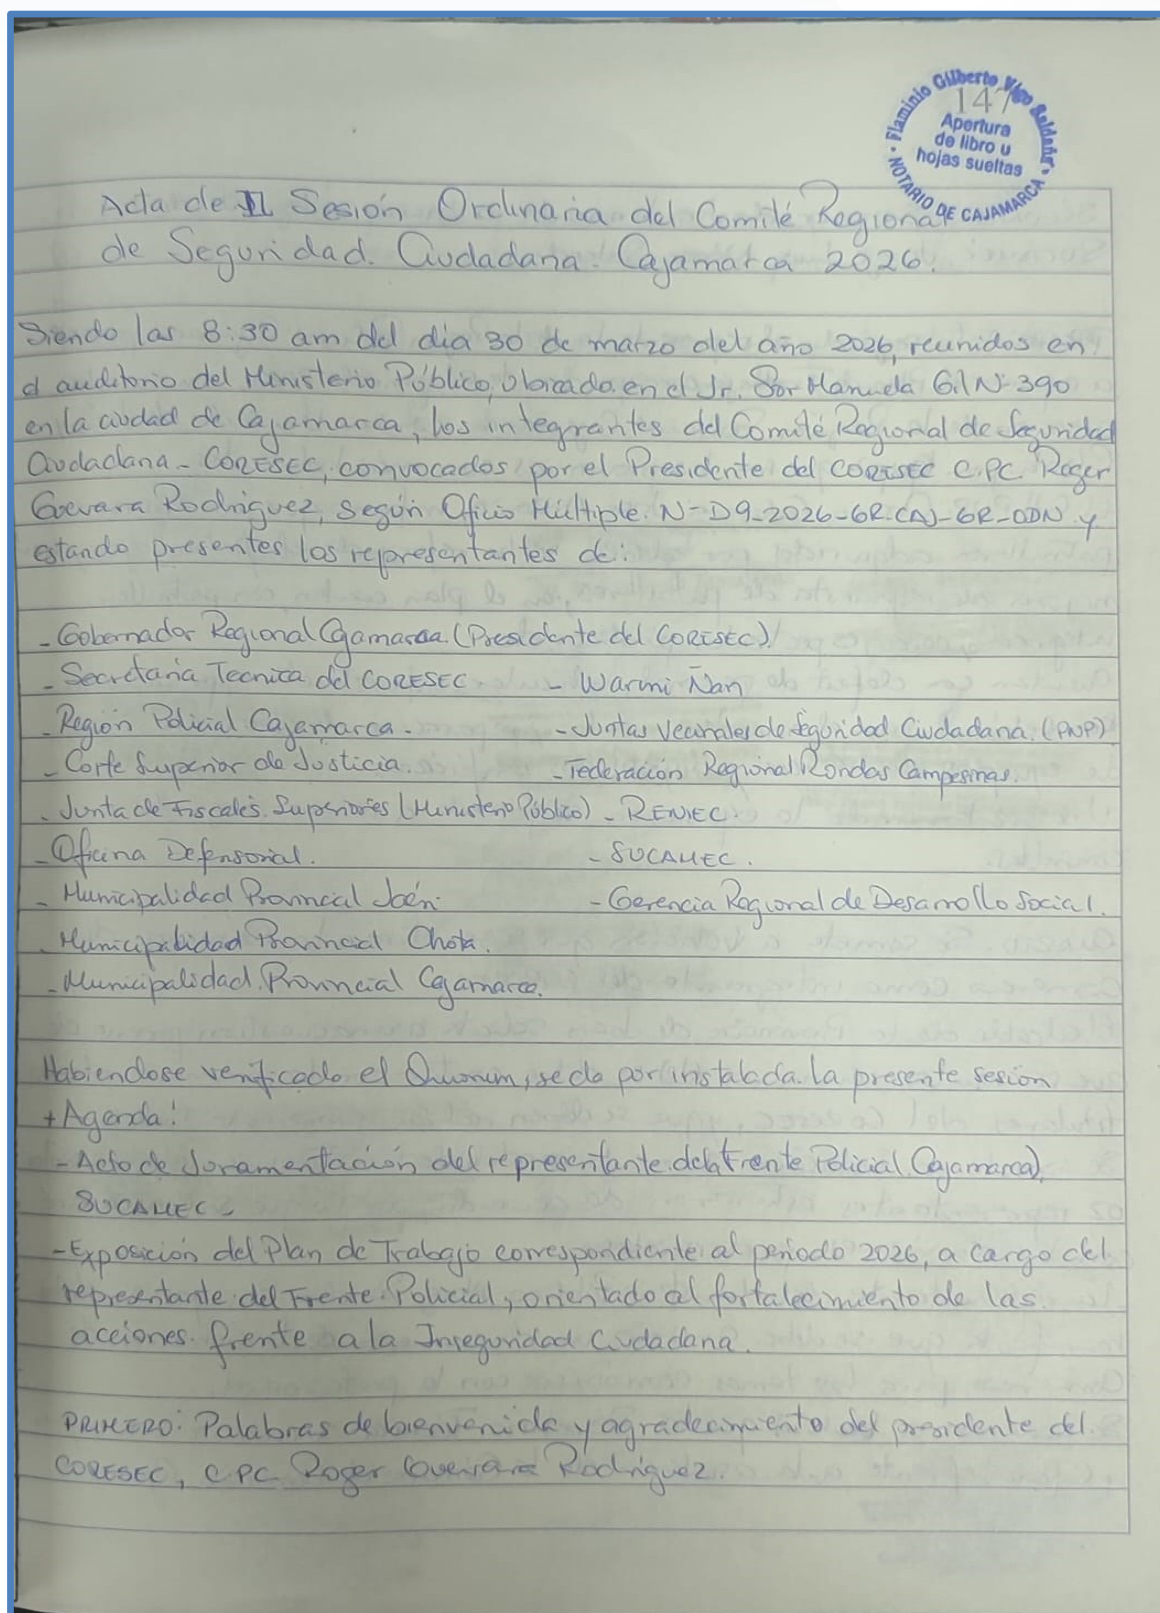 Flaminio Gilberto Vigo Saldaña
147
Apertura
de libro u
hojas sueltas
NOTARIO DE CAJAMARCA
Acta de II Sesión Ordinaria del Comité Regional
de Seguridad. Ciudadana. Cajamarca 2026.
Siendo las 8:30 am del día 30 de marzo del año 2026, reunidos en
el auditorio del Ministerio Público, ubicado en el Jr. Sor Manuela Gil N° 390
en la ciudad de Cajamarca, los integrantes del Comité Regional de Seguridad
Ciudadana - CORESEC, convocados por el Presidente del CORESEC C.PC. Roger
Guevara Rodriguez, según Oficio Múltiple. N-D9-2026-GR.CAJ-GR-ODN y
estando presentes los representantes de:
- Gobernador Regional Cajamarca (Presidente del CORESEC)
- Secretaria Tecnica del CORESEC. - Warmi Ñan
- Región Policial Cajamarca. - Juntas Vecinales de Seguridad Ciudadana. (PNP)
- Corte Superior de Justicia. - Federación Regional Rondas Campesinas.
- Junta de Fiscales Superiores (Ministerio Público) - RENIEC.
- Oficina Defensorial. - SUCAMEC.
- Municipalidad Provincial Jaén. - Gerencia Regional de Desarrollo Social.
- Municipalidad Provincial Chota.
- Municipalidad Provincial Cajamarca.
Habiendose verificado el Quorum, se da por instalada la presente sesión
+ Agenda:
- Acto de Juramentación del representante del (Frente Policial Cajamarca),
SUCAMEC.
- Exposición del Plan de Trabajo correspondiente al periodo 2026, a cargo del
representante del Frente Policial, orientado al fortalecimiento de las
acciones frente a la Inseguridad Ciudadana.
PRIMERO: Palabras de bienvenida y agradecimiento del presidente del
CORESEC, C.PC. Roger Guevara Rodriguez.